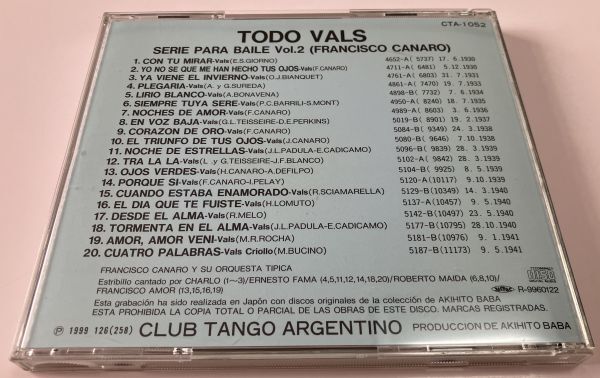 CTA-1052
TODO VALS
SERIE PARA BAILE Vol.2 (FRANCISCO CANARO)
1. CON TU MIRAR-Vals(E.S.GIORNO) 4652-A( 5737) 17. 6.1930
2. YO NO SE QUE ME HAN HECHO TUS OJOS-Vals(F.CANARO) 4711-A( 6481) 5.12.1930
3. YA VIENE EL INVIERNO-Vals(O.J.BIANQUET) 4761-A( 6803) 31. 7.1931
4. PLEGARIA-Vals(A. y G.SUREDA) 4861-A( 7470) 19. 7.1933
5. LIRIO BLANCO-Vals(A.BONAVENA) 4898-B( 7732) 7. 6.1934
6. SIEMPRE TUYA SERE-Vals(P.C.BARRILI-S.MONT) 4950-A( 8240) 18. 7.1935
7. NOCHES DE AMOR-Vals(F.CANARO) 4989-A( 8603) 3. 6.1936
8. EN VOZ BAJA-Vals(G.L.TEISSEIRE-D.E.PERKINS) 5019-B( 8901) 19. 2.1937
9. CORAZON DE ORO-Vals(F.CANARO) 5084-B( 9349) 24. 3.1938
10. EL TRIUNFO DE TUS OJOS-Vals(J.CANARO) 5080-B( 9646) 7.10.1938
11. NOCHE DE ESTRELLAS-Vals(J.L.PADULA-E.CADICAMO) 5096-B( 9839) 28. 3.1939
12. TRA LA LA-Vals(L .y G.TEISSEIRE-J.F.BLANCO) 5102-A( 9842) 28. 3.1939
13. OJOS VERDES-Vals(H.CANARO-A.DEFILPO) 5104-B( 9925) 8. 5.1939
14. PORQUE SI-Vals(F.CANARO-I.PELAY) 5120-A(10117) 9.10.1939
15. CUANDO ESTABA ENAMORADO-Vals(R.SCIAMARELLA) 5129-B(10349) 14. 3.1940
16. EL DIA QUE TE FUISTE-Vals(H.LOMUTO) 5137-A(10457) 9. 5.1940
17. DESDE EL ALMA-Vals(R.MELO) 5142-B(10497) 23. 5.1940
18. TORMENTA EN EL ALMA-Vals(J.L.PADULA-E.CADICAMO) 5177-B(10795) 28.10.1940
19. AMOR, AMOR VENI-Vals(M.R.ROCHA) 5181-B(10976) 9. 1.1941
20. CUATRO PALABRAS-Vals Criollo(M.BUCINO) 5187-B(11173) 9. 5.1941
FRANCISCO CANARO Y SU ORQUESTA TIPICA
Estribillo cantado por CHARLO (1~3)/ERNESTO FAMA (4,5,11,12,14,18,20)/ROBERTO MAIDA (6,8,10)/
FRANCISCO AMOR (13,15,16,19)
COMPACT disc DIGITAL AUDIO
R-9960122
Esta grabación ha sido realizada en Japón con discos originales de la colección de AKIHITO BABA
ESTA PROHIBIDA LA COPIA TOTAL O PARCIAL DE LAS OBRAS DE ESTE DISCO. MARCAS REGISTRADAS.
Ⓟ 1999 126(258) CLUB TANGO ARGENTINO PRODUCCION DE AKIHITO BABA